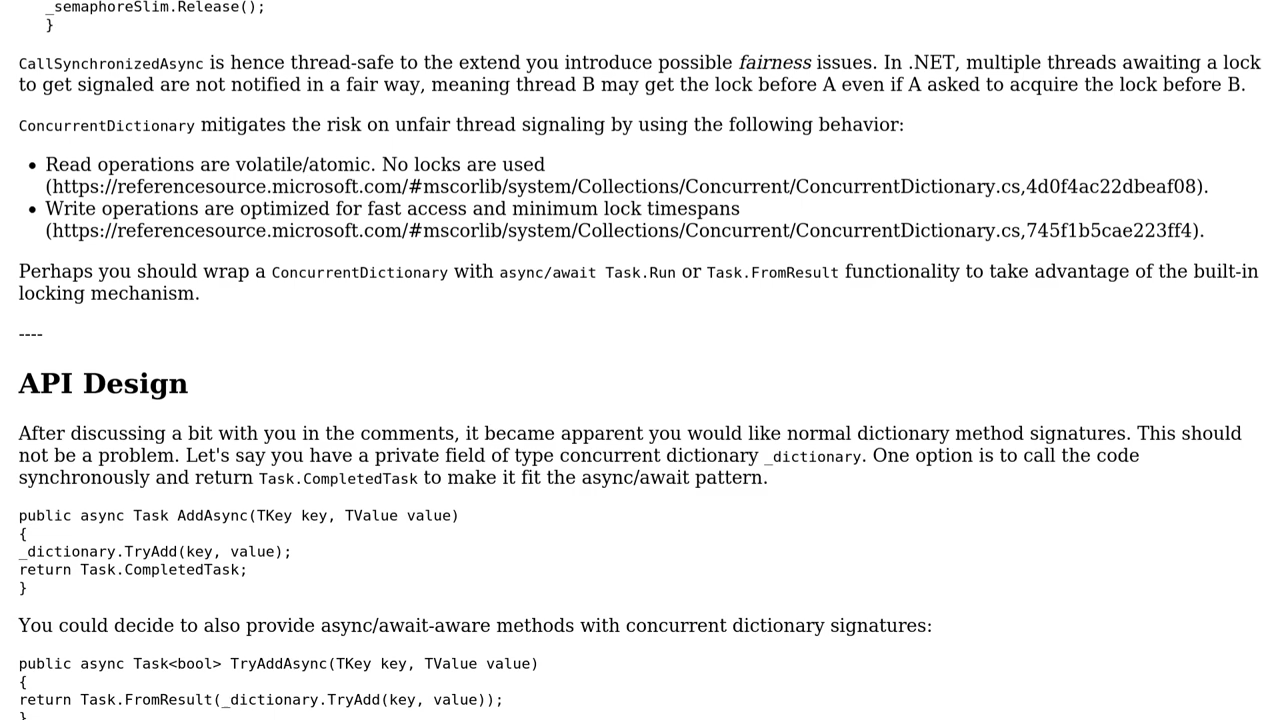 _semaphoreSlim.Release();
}
CallSynchronizedAsync is hence thread-safe to the extend you introduce possible fairness issues. In .NET, multiple threads awaiting a lock
to get signaled are not notified in a fair way, meaning thread B may get the lock before A even if A asked to acquire the lock before B.
ConcurrentDictionary mitigates the risk on unfair thread signaling by using the following behavior:
• Read operations are volatile/atomic. No locks are used
(https://referencesource.microsoft.com/#mscorlib/system/Collections/Concurrent/ConcurrentDictionary.cs,4d0f4ac22dbeaf08).
• Write operations are optimized for fast access and minimum lock timespans
(https://referencesource.microsoft.com/#mscorlib/system/Collections/Concurrent/ConcurrentDictionary.cs,745f1b5cae223ff4).
Perhaps you should wrap a ConcurrentDictionary with async/await Task.Run or Task.FromResult functionality to take advantage of the built-in
locking mechanism.
----
API Design
After discussing a bit with you in the comments, it became apparent you would like normal dictionary method signatures. This should
not be a problem. Let's say you have a private field of type concurrent dictionary _dictionary. One option is to call the code
synchronously and return Task.CompletedTask to make it fit the async/await pattern.
public async Task AddAsync(TKey key, TValue value)
{
_dictionary.TryAdd(key, value);
return Task.CompletedTask;
}
You could decide to also provide async/await-aware methods with concurrent dictionary signatures:
public async Task<bool> TryAddAsync(TKey key, TValue value)
{
return Task.FromResult(_dictionary.TryAdd(key, value));
}